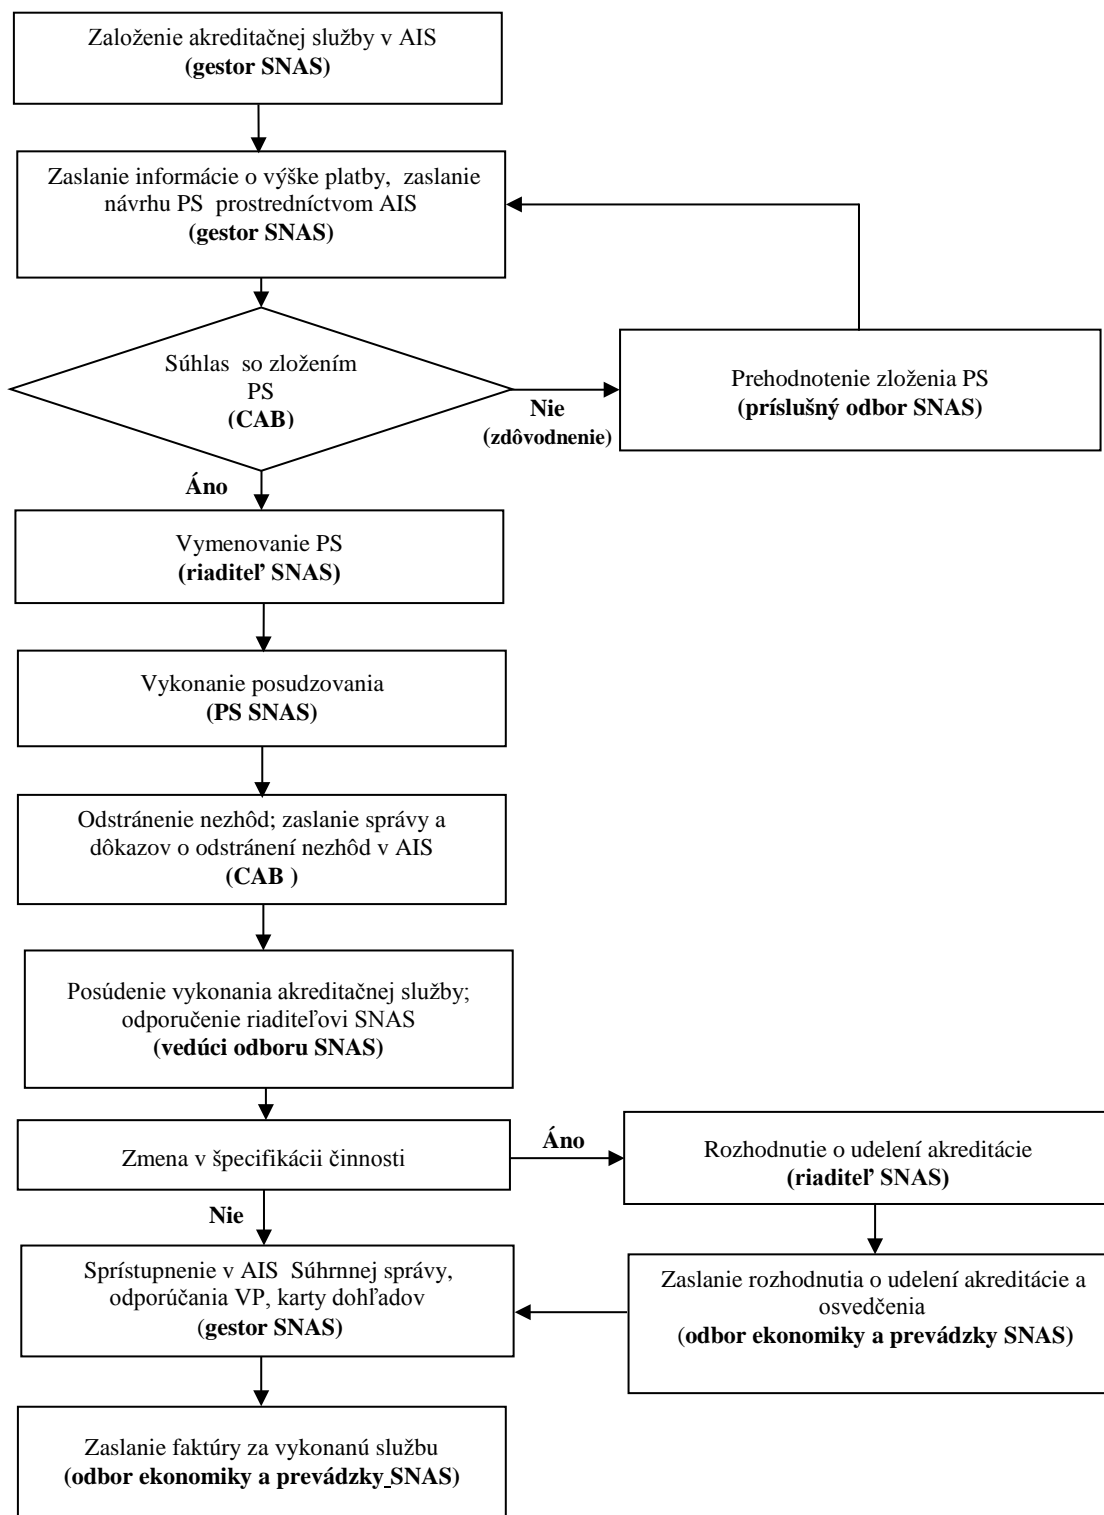 Založenie akreditačnej služby v AIS
(gestor SNAS)
Zaslanie informácie o výške platby, zaslanie
návrhu PS prostredníctvom AIS
(gestor SNAS)
Súhlas so zložením
PS
(CAB)
Nie
(zdôvodnenie)
Prehodnotenie zloženia PS
(príslušný odbor SNAS)
Áno
Vymenovanie PS
(riaditeľ SNAS)
Vykonanie posudzovania
(PS SNAS)
Odstránenie nezhôd; zaslanie správy a
dôkazov o odstránení nezhôd v AIS
(CAB )
Posúdenie vykonania akreditačnej služby;
odporučenie riaditeľovi SNAS
(vedúci odboru SNAS)
Zmena v špecifikácii činnosti
Áno
Rozhodnutie o udelení akreditácie
(riaditeľ SNAS)
Nie
Sprístupnenie v AIS Súhrnnej správy,
odporúčania VP, karty dohľadov
(gestor SNAS)
Zaslanie rozhodnutia o udelení akreditácie a
osvedčenia
(odbor ekonomiky a prevádzky SNAS)
Zaslanie faktúry za vykonanú službu
(odbor ekonomiky a prevádzky SNAS)